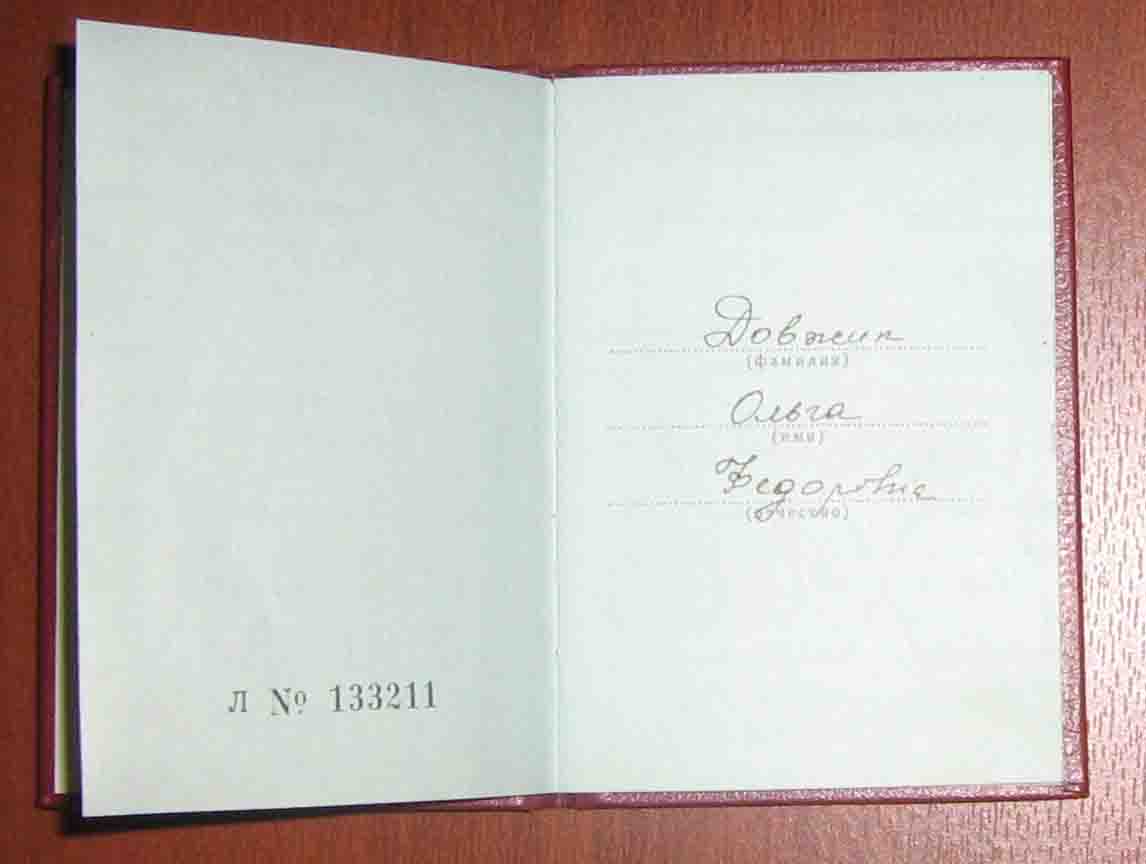 Л № 133211
Довжик
(фамилия)
Ольга
(имя)
Федоровна
(отчество)